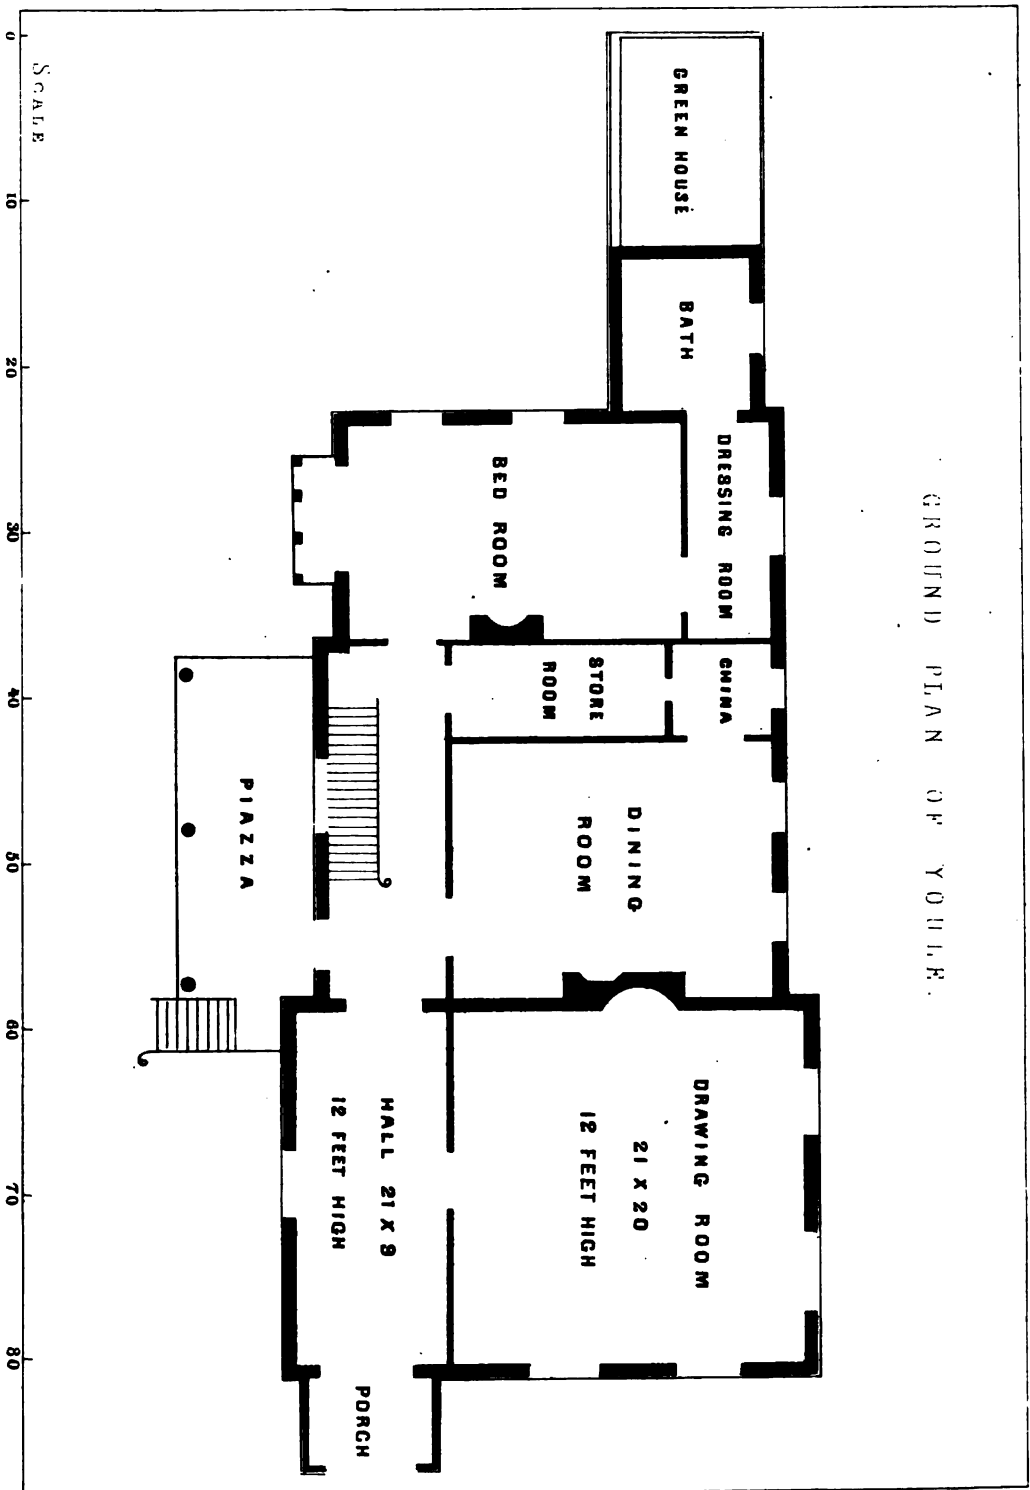 GROUND PLAN OF YOULE.
GREEN HOUSE
BATH
DRESSING ROOM
BED ROOM
CHINA
STORE
ROOM
DINING
ROOM
PIAZZA
DRAWING ROOM
21 X 20
12 FEET HIGH
HALL 21 X 9
12 FEET HIGH
PORCH
SCALE
0 10 20 30 40 50 60 70 80